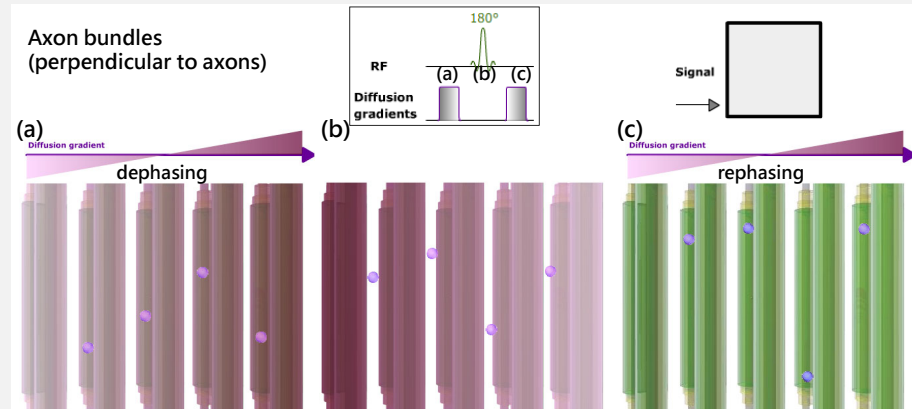 Axon bundles
(perpendicular to axons)
180°
RF
(a) (b) (c)
Diffusion
gradients
Signal
(a)
Diffusion gradient
dephasing
(b)
(c)
Diffusion gradient
rephasing